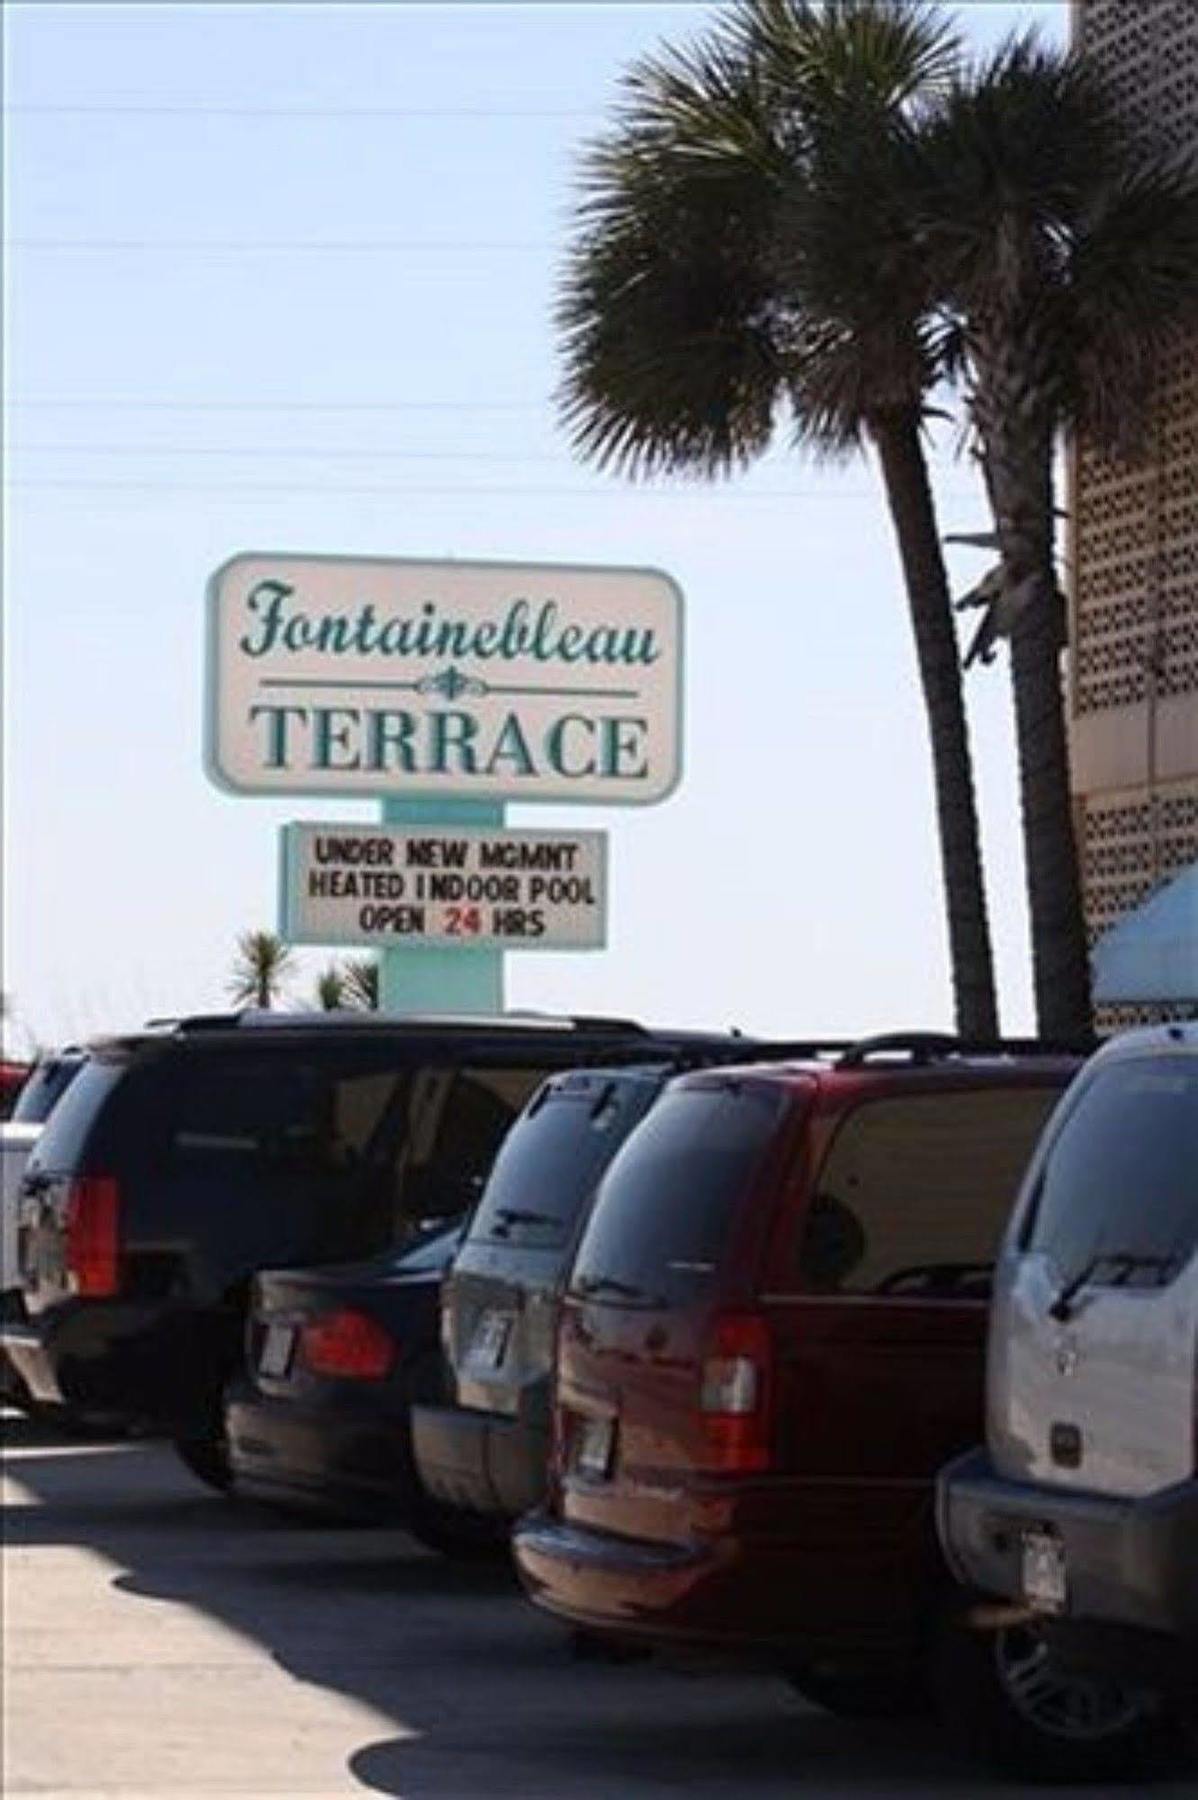 Fontainebleau
TERRACE
UNDER NEW MGMNT
HEATED INDOOR POOL
OPEN 24 HRS